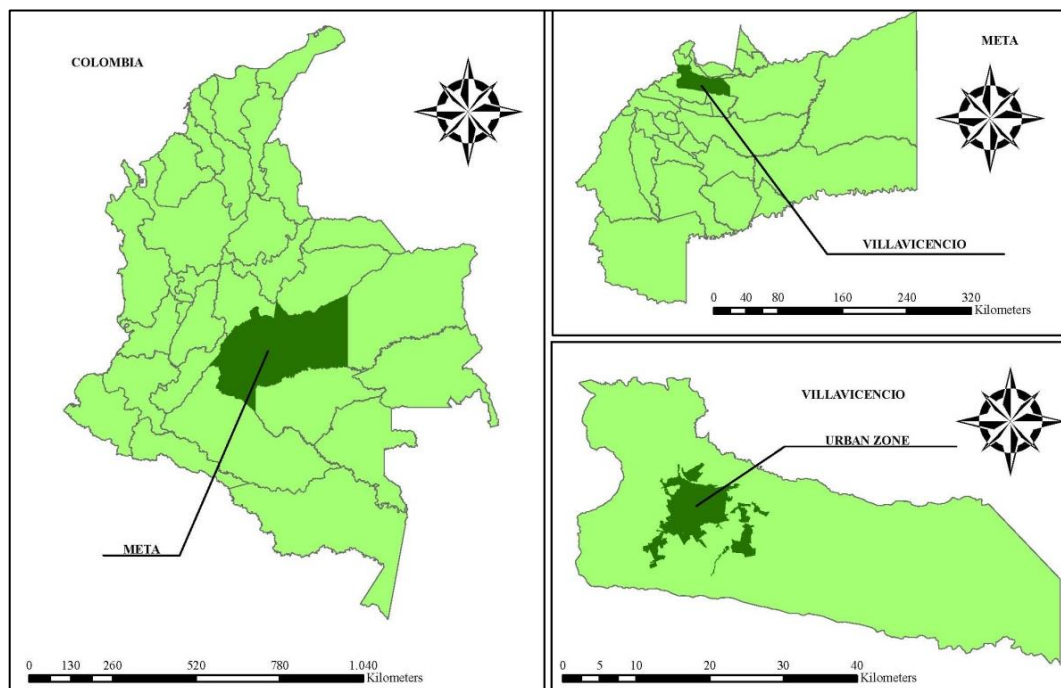 COLOMBIA
META
0 130 260 520 780 1.040
Kilometers
META
VILLAVICENCIO
0 40 80 160 240 320
Kilometers
VILLAVICENCIO
URBAN ZONE
0 5 10 20 30 40
Kilometers